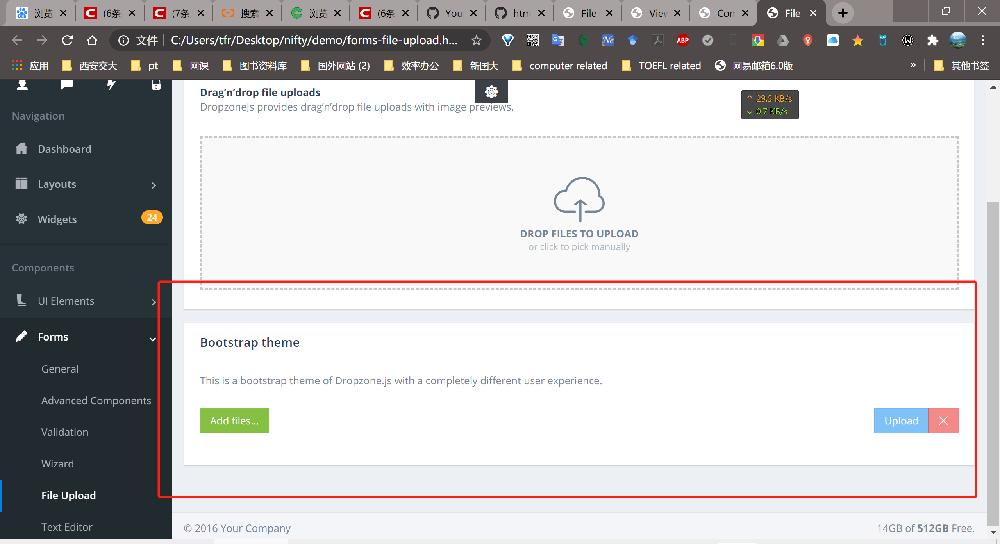 浏览
(6条
(7条
搜索
浏览
(6条
You
htm
File
View
Con
File
文件
C:/Users/tfr/Desktop/nifty/demo/forms-file-upload.h...
ABP
应用
西安交大
pt
网课
图书资料库
国外网站 (2)
效率办公
新国大
computer related
TOEFL related
网易邮箱6.0版
»
其他书签
Navigation
Dashboard
Layouts
Widgets
24
Components
UI Elements
Forms
General
Advanced Components
Validation
Wizard
File Upload
Text Editor
Drag’n’drop file uploads
DropzoneJs provides drag’n’drop file uploads with image previews.
↑ 29.5 KB/s
↓ 0.7 KB/s
DROP FILES TO UPLOAD
or click to pick manually
Bootstrap theme
This is a bootstrap theme of Dropzone.js with a completely different user experience.
Add files...
Upload
© 2016 Your Company
14GB of 512GB Free.